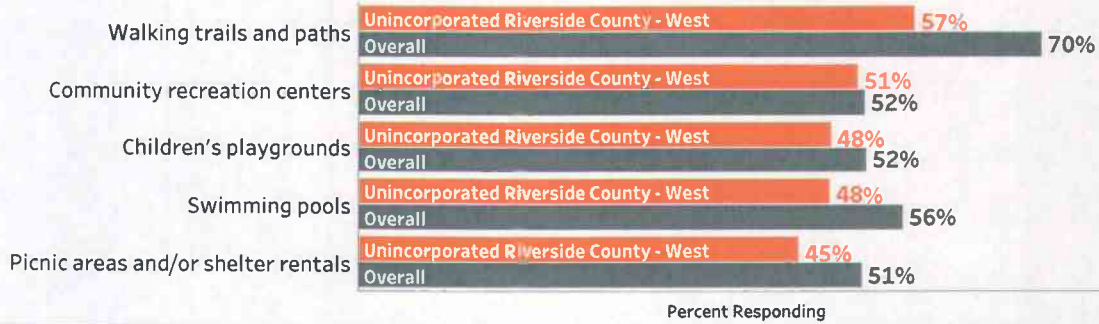 Walking trails and paths
Unincorporated Riverside County - West 57%
Overall 70%
Community recreation centers
Unincorporated Riverside County - West 51%
Overall 52%
Children's playgrounds
Unincorporated Riverside County - West 48%
Overall 52%
Swimming pools
Unincorporated Riverside County - West 48%
Overall 56%
Picnic areas and/or shelter rentals
Unincorporated Riverside County - West 45%
Overall 51%
Percent Responding